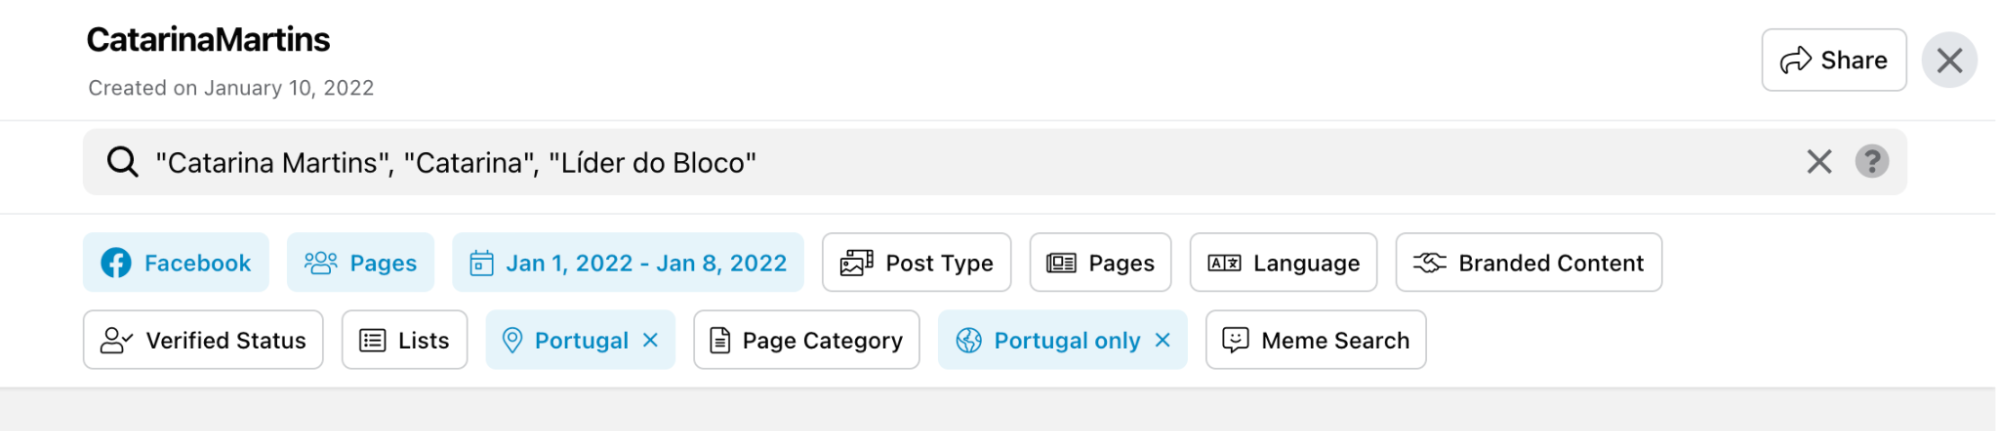 CatarinaMartins
Share
Created on January 10, 2022
"Catarina Martins", "Catarina", "Líder do Bloco"
?
Facebook Pages Jan 1, 2022 - Jan 8, 2022 Post Type Pages Language Branded Content
Verified Status Lists Portugal Page Category Portugal only Meme Search